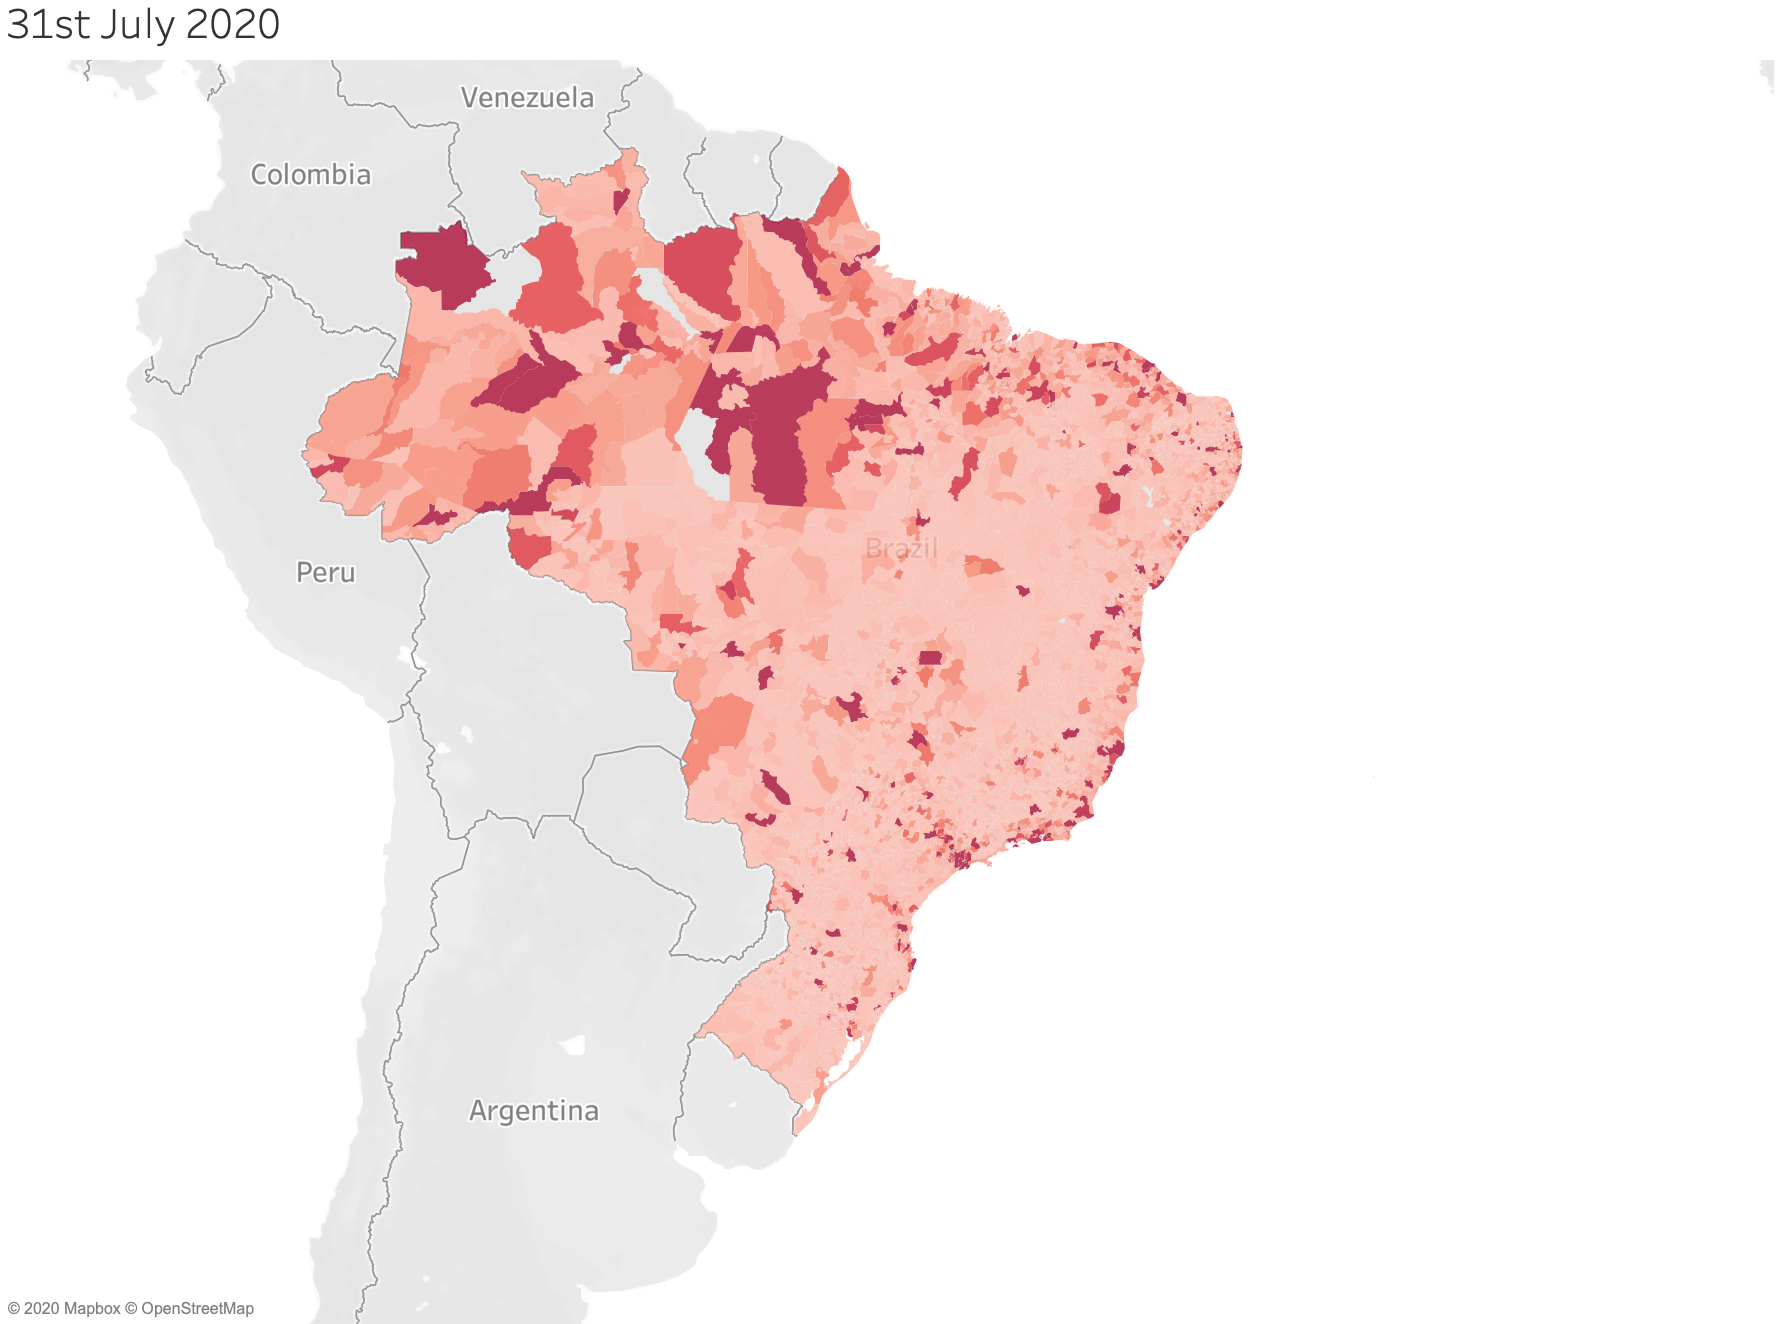 31st July 2020
Venezuela
Colombia
Brazil
Peru
Argentina
© 2020 Mapbox © OpenStreetMap